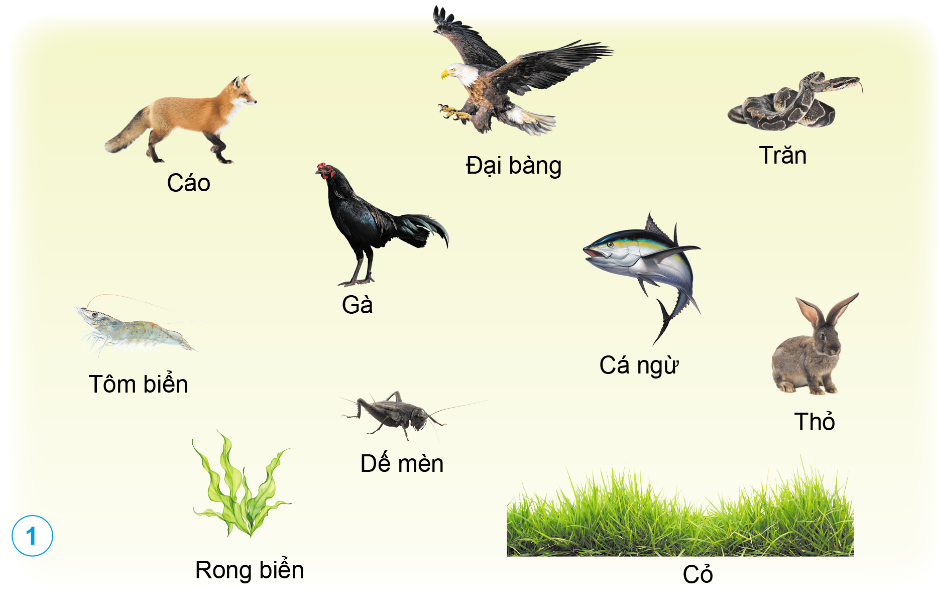 Đại bàng
Trăn
Cáo
Gà
Cá ngừ
Tôm biển
Thỏ
Dế mèn
1
Rong biển
Cỏ